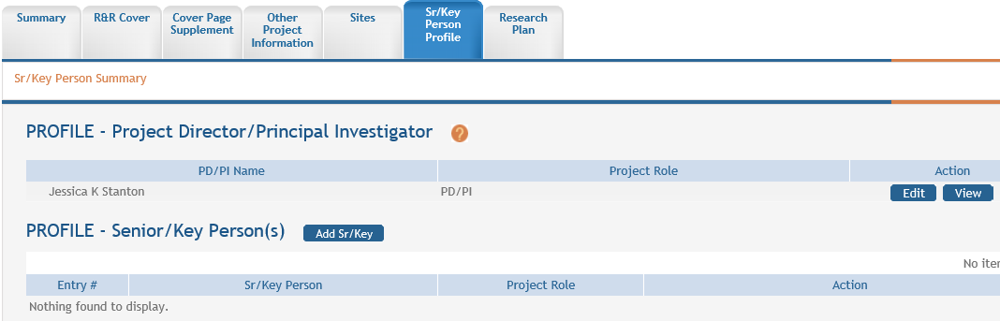 Summary
R&R Cover
Cover Page
Supplement
Other
Project
Information
Sites
Sr/Key
Person
Profile
Research
Plan
Sr/Key Person Summary
PROFILE - Project Director/Principal Investigator ?
PD/PI Name Project Role Action
Jessica K Stanton PD/PI Edit View
PROFILE - Senior/Key Person(s) Add Sr/Key
No
Entry # Sr/Key Person Project Role Action
Nothing found to display.